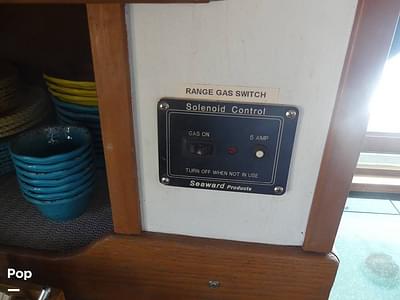 RANGE GAS SWITCH
Solenoid Control
GAS ON
5 AMP
TURN OFF WHEN NOT IN USE
Seaward Products
Pop